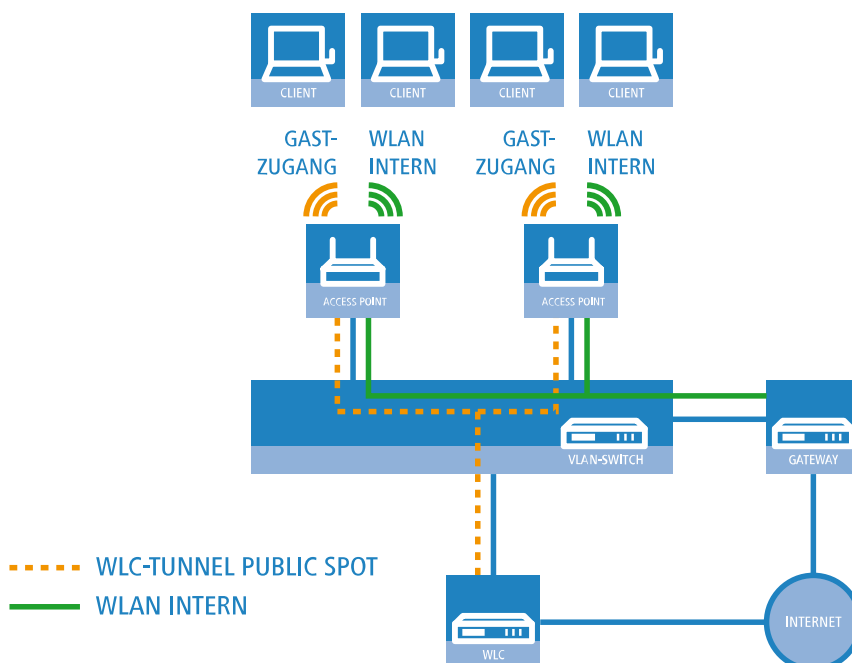 CLIENT
CLIENT
CLIENT
CLIENT
GAST-
ZUGANG
WLAN
INTERN
GAST-
ZUGANG
WLAN
INTERN
ACCESS POINT
ACCESS POINT
VLAN-SWITCH
GATEWAY
WLC-TUNNEL PUBLIC SPOT
WLAN INTERN
INTERNET
WLC